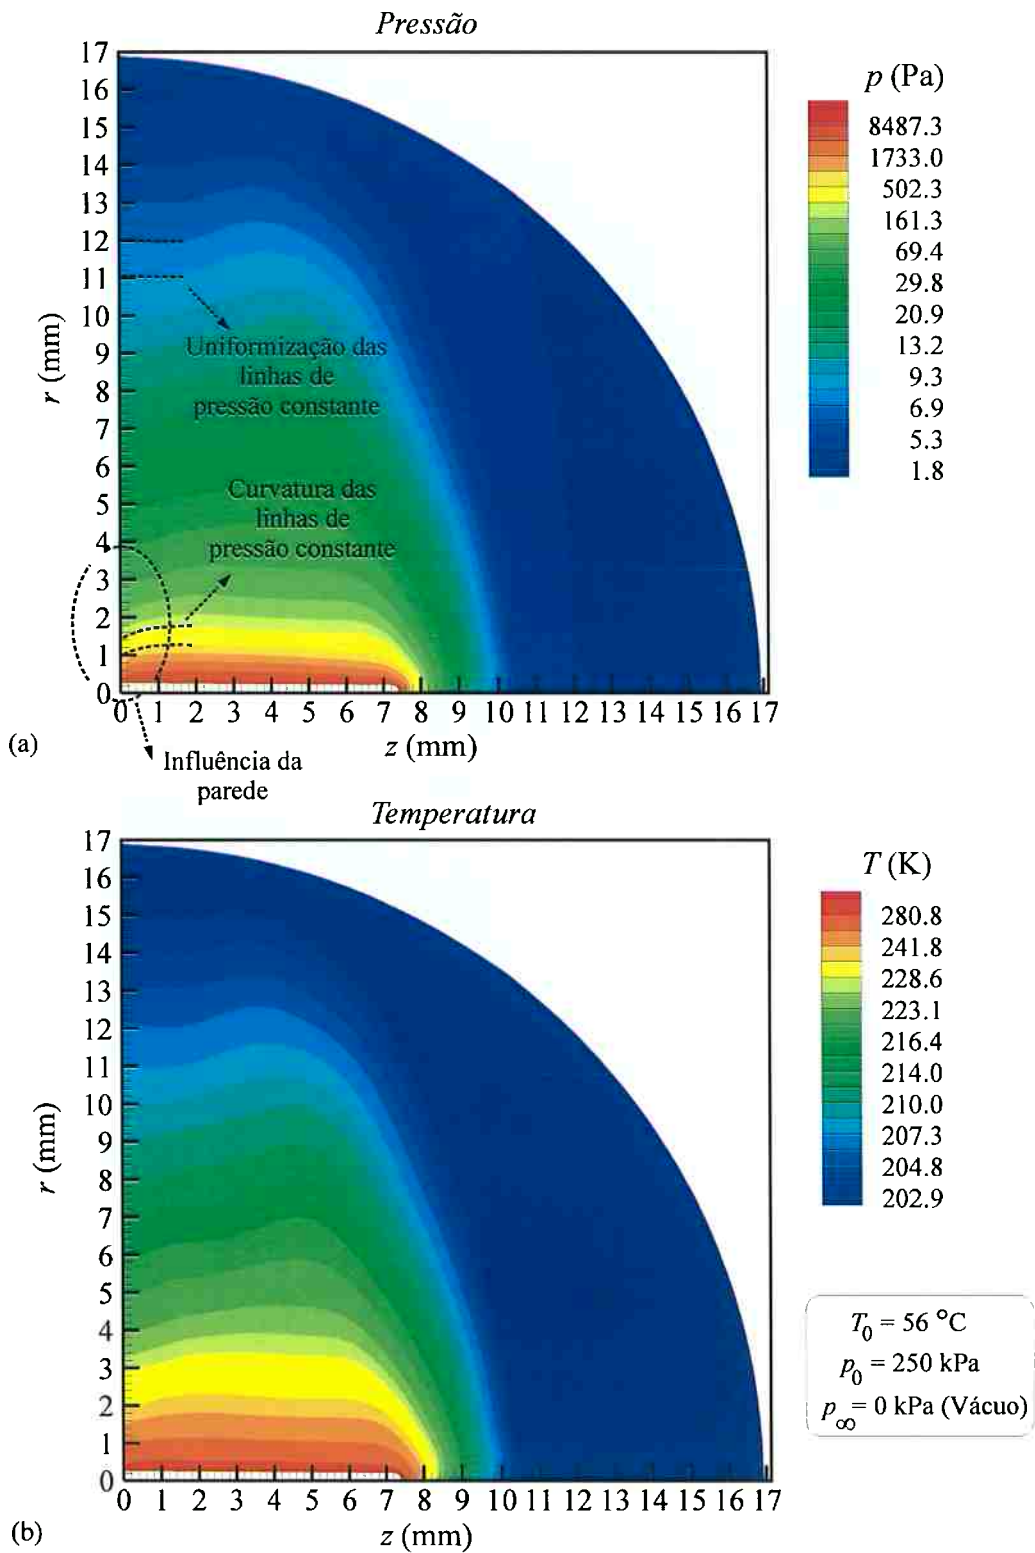 Pressão
17
16
15
14
13
12
11
10
9
8
7
6
5
4
3
2
1
0
r (mm)
Uniformização das
linhas de
pressão constante
Curvatura das
linhas de
pressão constante
0 1 2 3 4 5 6 7 8 9 10 11 12 13 14 15 16 17
z (mm)
(a)
Influência da
parede
p (Pa)
8487.3
1733.0
502.3
161.3
69.4
29.8
20.9
13.2
9.3
6.9
5.3
1.8
Temperatura
17
16
15
14
13
12
11
10
9
8
7
6
5
4
3
2
1
0
r (mm)
0 1 2 3 4 5 6 7 8 9 10 11 12 13 14 15 16 17
z (mm)
(b)
T (K)
280.8
241.8
228.6
223.1
216.4
214.0
210.0
207.3
204.8
202.9
T0 = 56 °C
p0 = 250 kPa
p∞ = 0 kPa (Vácuo)